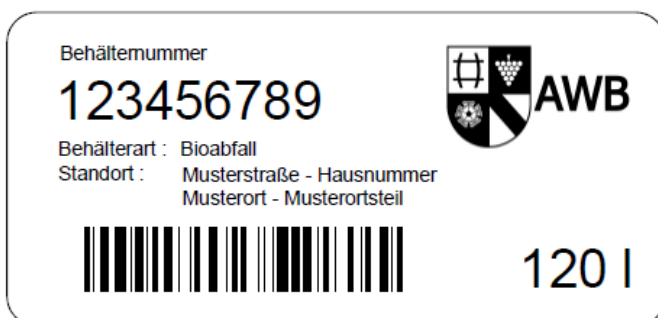 Behälternummer
123456789
AWB
Behälterart : Bioabfall
Standort : Musterstraße - Hausnummer
Musterort - Musterortsteil
120 l